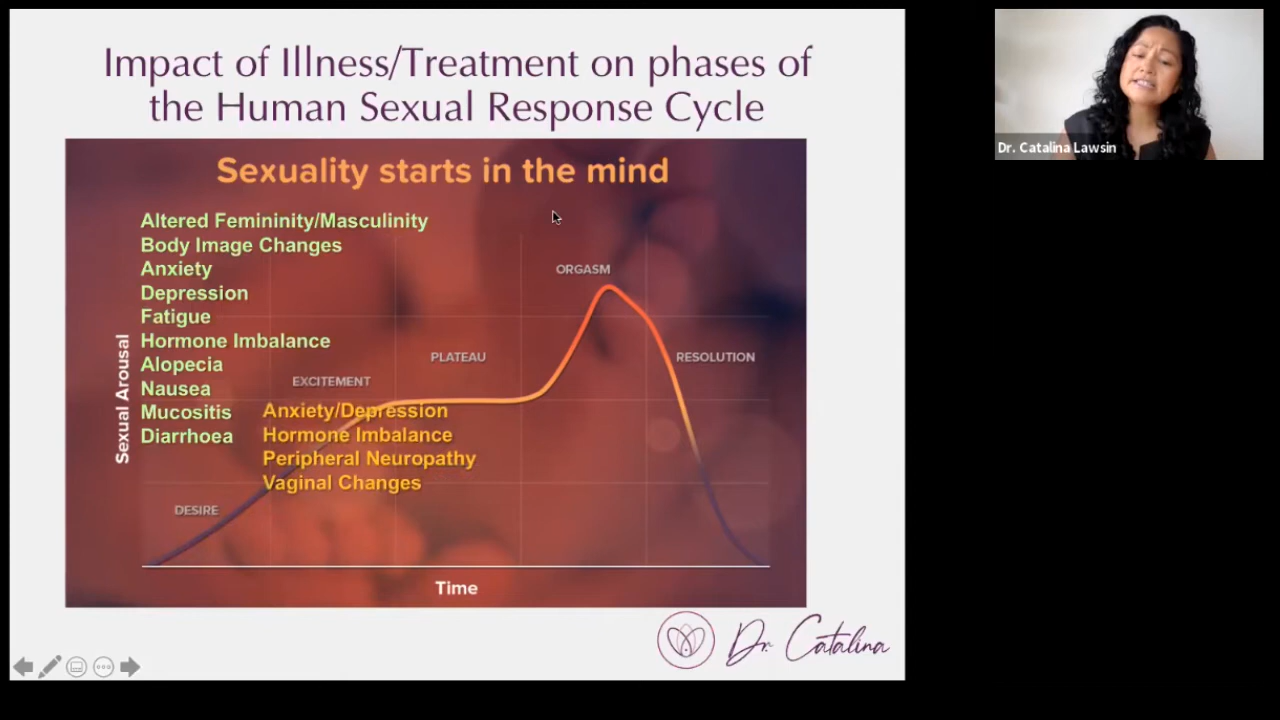 Impact of Illness/Treatment on phases of
the Human Sexual Response Cycle
Sexuality starts in the mind
Altered Femininity/Masculinity
Body Image Changes
Anxiety
Depression
Fatigue
Hormone Imbalance
Alopecia
Nausea
Mucositis
Diarrhoea
Anxiety/Depression
Hormone Imbalance
Peripheral Neuropathy
Vaginal Changes
DESIRE
EXCITEMENT
PLATEAU
ORGASM
RESOLUTION
Sexual Arousal
Time
Dr. Catalina
Dr. Catalina Lawsin